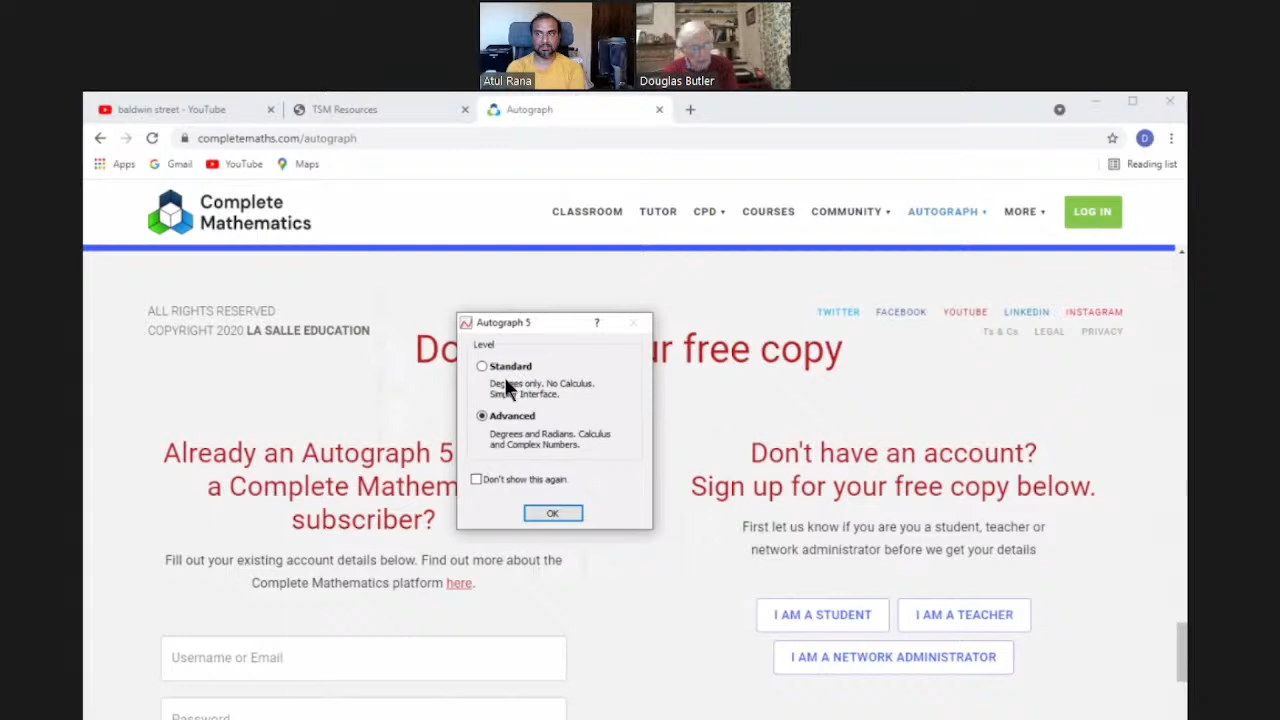 Atul Rana
Douglas Butler
baldwin street - YouTube
TSM Resources
Autograph
completemaths.com/autograph
D
Apps
Gmail
YouTube
Maps
Reading list
Complete
Mathematics
CLASSROOM
TUTOR
CPD
COURSES
COMMUNITY
AUTOGRAPH
MORE
LOG IN
ALL RIGHTS RESERVED
COPYRIGHT 2020 LA SALLE EDUCATION
TWITTER
FACEBOOK
YOUTUBE
LINKEDIN
INSTAGRAM
Ts & Cs
LEGAL
PRIVACY
Do
ur free copy
Autograph 5
?
Level
Standard
Degrees only. No Calculus.
Interface.
Advanced
Degrees and Radians. Calculus
and Complex Numbers.
Don't show this again
OK
Already an Autograph 5
a Complete Mathem
subscriber?
Fill out your existing account details below. Find out more about the
Complete Mathematics platform here.
Username or Email
Password
Don't have an account?
Sign up for your free copy below.
First let us know if you are you a student, teacher or
network administrator before we get your details
I AM A STUDENT
I AM A TEACHER
I AM A NETWORK ADMINISTRATOR